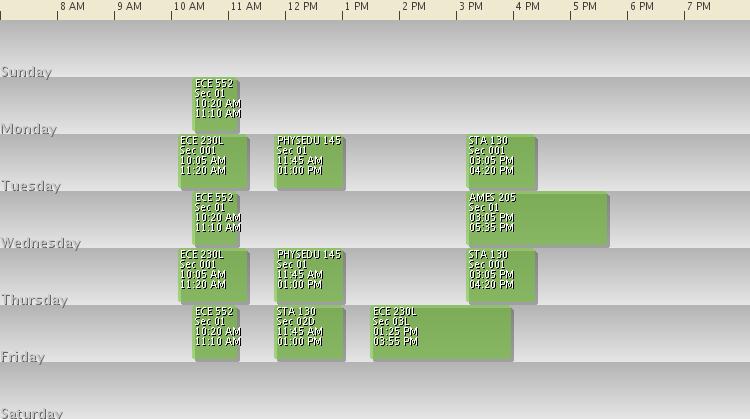 8 AM 9 AM 10 AM 11 AM 12 PM 1 PM 2 PM 3 PM 4 PM 5 PM 6 PM 7 PM
Sunday
ECE 552
Sec 01
10:20 AM
11:10 AM
Monday
ECE 230L
Sec 001
10:05 AM
11:20 AM
PHYSEDU 145
Sec 01
11:45 AM
01:00 PM
STA 130
Sec 001
03:05 PM
04:20 PM
Tuesday
ECE 552
Sec 01
10:20 AM
11:10 AM
AMES 205
Sec 01
03:05 PM
05:35 PM
Wednesday
ECE 230L
Sec 001
10:05 AM
11:20 AM
PHYSEDU 145
Sec 01
11:45 AM
01:00 PM
STA 130
Sec 001
03:05 PM
04:20 PM
Thursday
ECE 552
Sec 01
10:20 AM
11:10 AM
STA 130
Sec 02D
11:45 AM
01:00 PM
ECE 230L
Sec 03L
01:25 PM
03:55 PM
Friday
Saturday